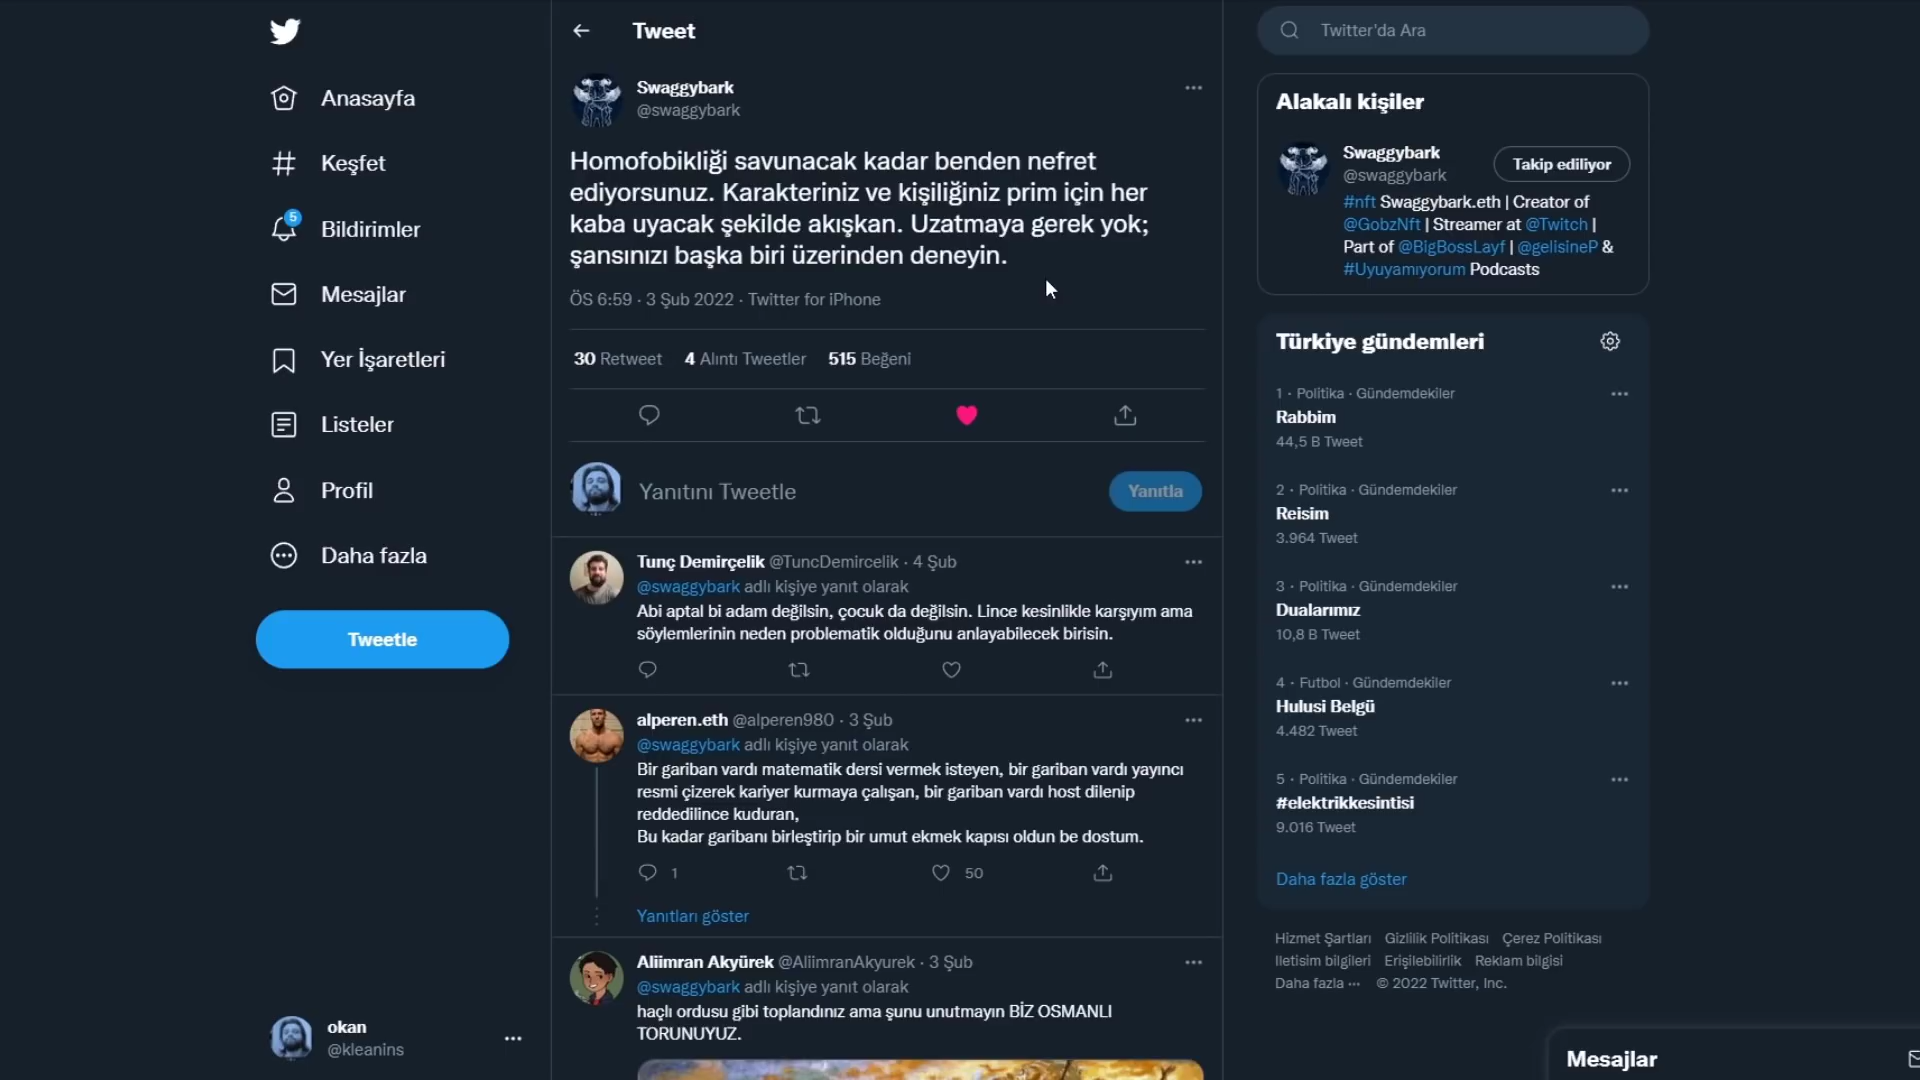 Anasayfa
Keşfet
5
Bildirimler
Mesajlar
Yer İşaretleri
Listeler
Profil
Daha fazla
Tweetle
okan
@kleanins
Tweet
Swaggybark
@swaggybark
Homofobikliği savunacak kadar benden nefret
ediyorsunuz. Karakteriniz ve kişiliğiniz prim için her
kaba uyacak şekilde akışkan. Uzatmaya gerek yok;
şansınızı başka biri üzerinden deneyin.
ÖS 6:59 · 3 Şub 2022 · Twitter for iPhone
30 Retweet 4 Alıntı Tweetler 515 Beğeni
Yanıtını Tweetle
Yanıtla
Tunç Demirçelik @TuncDemircelik · 4 Şub
@swaggybark adlı kişiye yanıt olarak
Abi aptal bi adam değilsin, çocuk da değilsin. Lince kesinlikle karşıyım ama
söylemlerinin neden problematik olduğunu anlayabilecek birisin.
alperen.eth @alperen980 · 3 Şub
@swaggybark adlı kişiye yanıt olarak
Bir gariban vardı matematik dersi vermek isteyen, bir gariban vardı yayıncı
resmi çizerek kariyer kurmaya çalışan, bir gariban vardı host dilenip
reddedilince kuduran,
Bu kadar garibanı birleştirip bir umut ekmek kapısı oldun be dostum.
1 50
Yanıtları göster
Aliimran Akyürek @AliimranAkyurek · 3 Şub
@swaggybark adlı kişiye yanıt olarak
haçlı ordusu gibi toplandınız ama şunu unutmayın BİZ OSMANLI
TORUNUYUZ.
Twitter'da Ara
Alakalı kişiler
Swaggybark
@swaggybark
Takip ediliyor
#nft Swaggybark.eth | Creator of
@GobzNft | Streamer at @Twitch |
Part of @BigBossLayf | @gelisineP &
#Uyuyamıyorum Podcasts
Türkiye gündemleri
1 · Politika · Gündemdekiler
Rabbim
44,5 B Tweet
2 · Politika · Gündemdekiler
Reisim
3.964 Tweet
3 · Politika · Gündemdekiler
Dualarımız
10,8 B Tweet
4 · Futbol · Gündemdekiler
Hulusi Belgü
4.482 Tweet
5 · Politika · Gündemdekiler
#elektrikkesintisi
9.016 Tweet
Daha fazla göster
Hizmet Şartları Gizlilik Politikası Çerez Politikası
İletisim bilgileri Erişilebilirlik Reklam bilgisi
Daha fazla ··· © 2022 Twitter, Inc.
Mesajlar